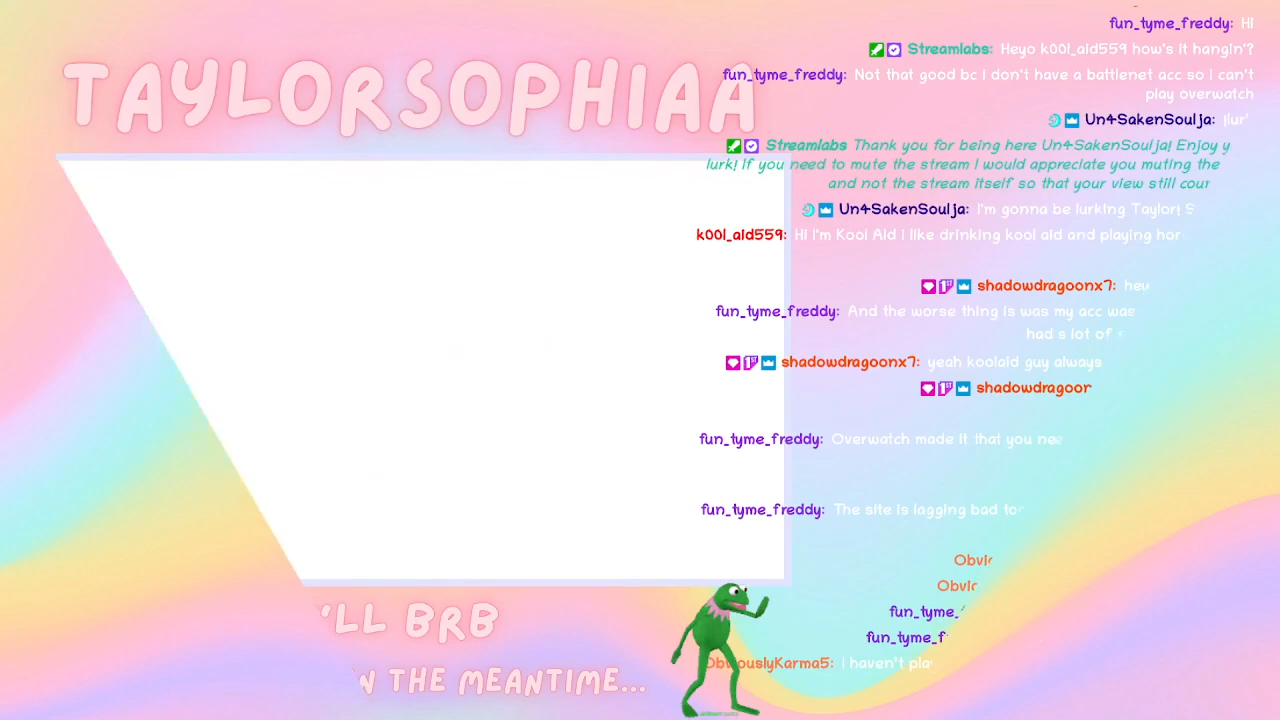 TAYLORSOPHIAA
fun_tyme_freddy: Hi
Streamlabs: Heyo k00l_aid559 how's it hangin'?
fun_tyme_freddy: Not that good bc i don't have a battlenet acc so i can't
play overwatch
Un4SakenSoulja: !lur
Streamlabs Thank you for being here Un4SakenSoulja! Enjoy y
lurk! If you need to mute the stream I would appreciate you muting the
and not the stream itself so that your view still cour
Un4SakenSoulja: I'm gonna be lurking Taylor! S
k00l_aid559: Hi I'm Kool Aid I like drinking kool aid and playing hor
shadowdragoonx7: hey
fun_tyme_freddy: And the worse thing is was my acc was
had s lot of
shadowdragoonx7: yeah koolaid guy always
shadowdragoor
fun_tyme_freddy: Overwatch made it that you nee
fun_tyme_freddy: The site is lagging bad to
Obvic
Obvic
fun_tyme_
fun_tyme_f
ObviouslyKarma5: I haven't pla
'LL BRB
N THE MEANTIME...